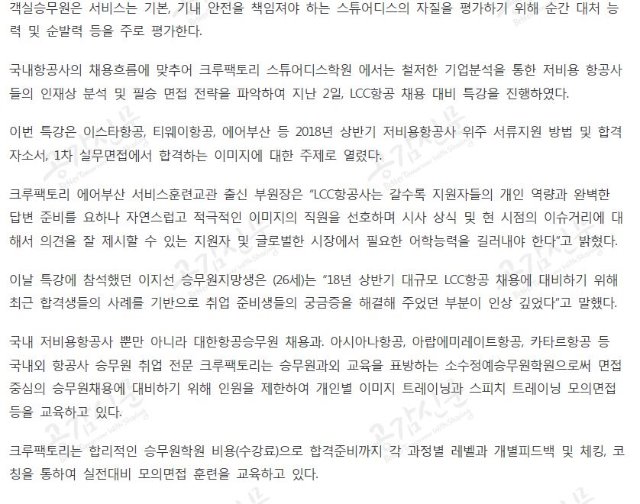 객실승무원은 서비스는 기본, 기내 안전을 책임져야 하는 스튜어디스의 자질을 평가하기 위해 순간 대처 능
력 및 순발력 등을 주로 평가한다.
국내항공사의 채용흐름에 맞추어 크루팩토리 스튜어디스학원 에서는 철저한 기업분석을 통한 저비용 항공사
들의 인재상 분석 및 필승 면접 전략을 파악하여 지난 2일, LCC항공 채용 대비 특강을 진행하였다.
이번 특강은 이스타항공, 티웨이항공, 에어부산 등 2018년 상반기 저비용항공사 위주 서류지원 방법 및 합격
자소서, 1차 실무면접에서 합격하는 이미지에 대한 주제로 열렸다.
크루팩토리 에어부산 서비스훈련교관 출신 부원장은 “LCC항공사는 갈수록 지원자들의 개인 역량과 완벽한
답변 준비를 요하나 자연스럽고 적극적인 이미지의 직원을 선호하며 시사 상식 및 현 시점의 이슈거리에 대
해서 의견을 잘 제시할 수 있는 지원자 및 글로벌한 시장에서 필요한 어학능력을 길러내야 한다”고 밝혔다.
이날 특강에 참석했던 이지선 승무원지망생은 (26세)는 “18년 상반기 대규모 LCC항공 채용에 대비하기 위해
최근 합격생들의 사례를 기반으로 취업 준비생들의 궁금증을 해결해 주었던 부분이 인상 깊었다”고 말했다.
국내 저비용항공사 뿐만 아니라 대한항공승무원 채용과. 아시아나항공, 아랍에미레이트항공, 카타르항공 등
국내외 항공사 승무원 취업 전문 크루팩토리는 승무원과외 교육을 표방하는 소수정예승무원학원으로써 면접
중심의 승무원채용에 대비하기 위해 인원을 제한하여 개인별 이미지 트레이닝과 스피치 트레이닝 모의면접
등을 교육하고 있다.
크루팩토리는 합리적인 승무원학원 비용(수강료)으로 합격준비까지 각 과정별 레벨과 개별피드백 및 체킹, 코
칭을 통하여 실전대비 모의면접 훈련을 교육하고 있다.
공감신문